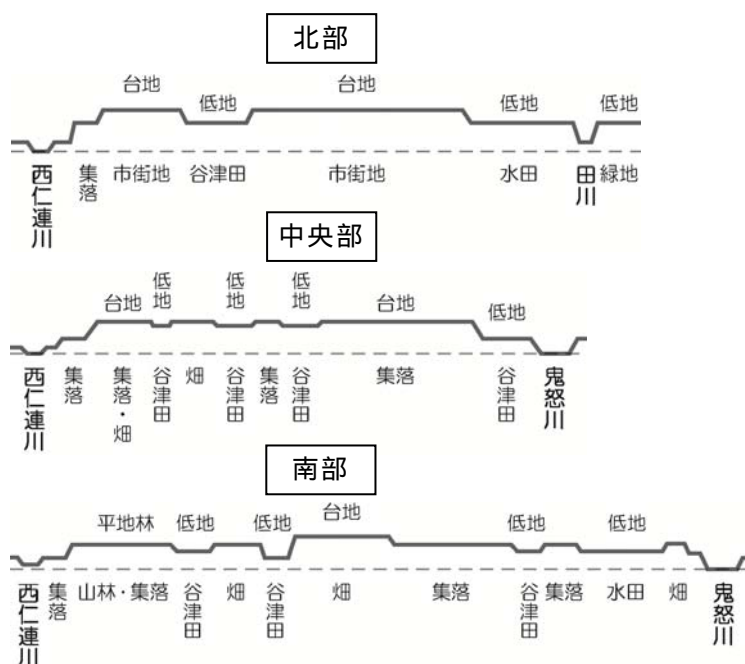 北部
台地
低地
台地
低地
低地
西仁連川
集落
市街地
谷津田
市街地
水田
田川
緑地
中央部
台地
低地
低地
低地
台地
低地
西仁連川
集落
集落・畑
谷津田
畑
谷津田
集落
谷津田
集落
谷津田
鬼怒川
南部
平地林
低地
低地
台地
低地
低地
西仁連川
集落
山林・集落
谷津田
畑
谷津田
畑
集落
谷津田
集落
水田
畑
鬼怒川